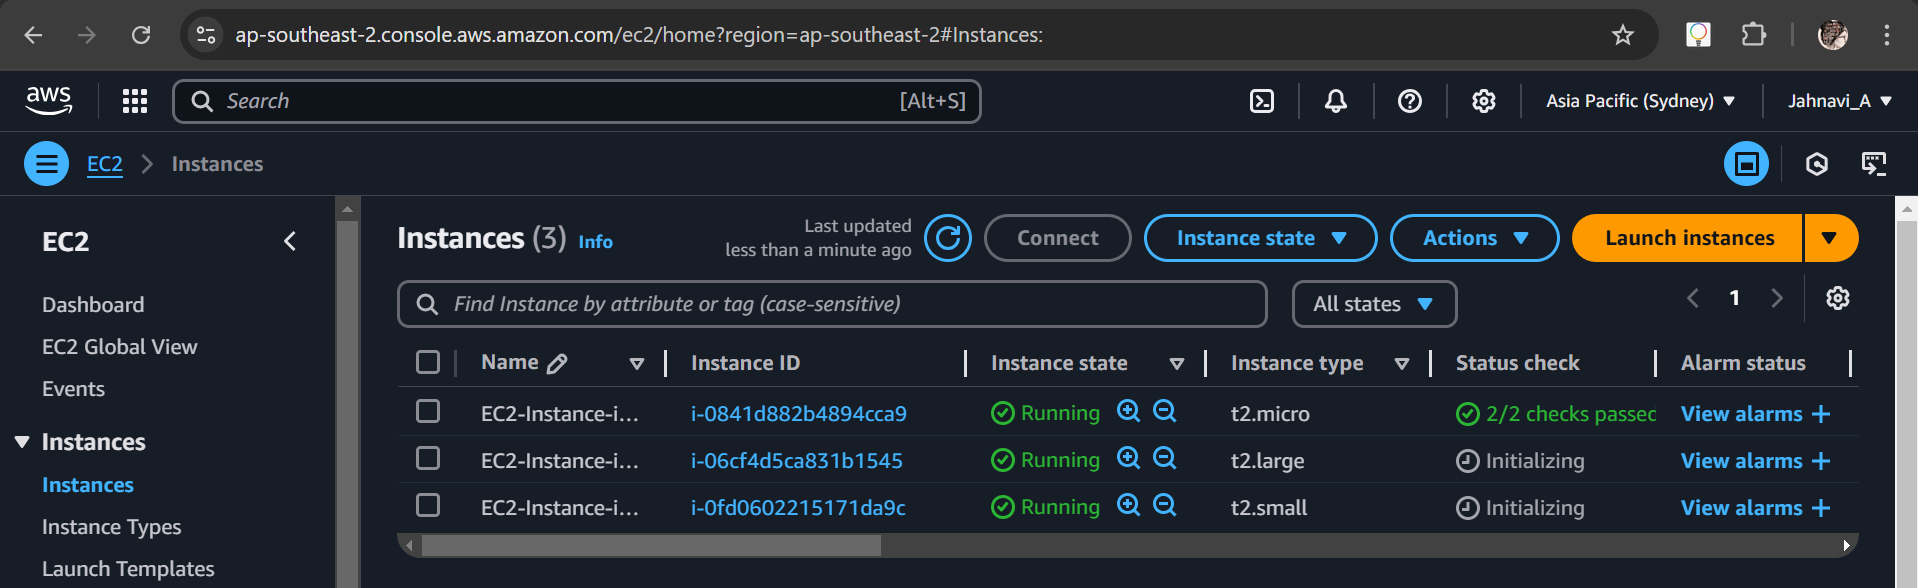 ap-southeast-2.console.aws.amazon.com/ec2/home?region=ap-southeast-2#Instances:
aws
Search [Alt+S] Asia Pacific (Sydney) Jahnavi_A
EC2 > Instances
EC2
Dashboard
EC2 Global View
Events
Instances
Instances
Instance Types
Launch Templates
Instances (3) Info
Last updated
less than a minute ago
Connect Instance state Actions Launch instances
Find Instance by attribute or tag (case-sensitive) All states 1
Name Instance ID Instance state Instance type Status check Alarm status
EC2-Instance-i... i-0841d882b4894cca9 Running t2.micro 2/2 checks passed View alarms +
EC2-Instance-i... i-06cf4d5ca831b1545 Running t2.large Initializing View alarms +
EC2-Instance-i... i-0fd0602215171da9c Running t2.small Initializing View alarms +